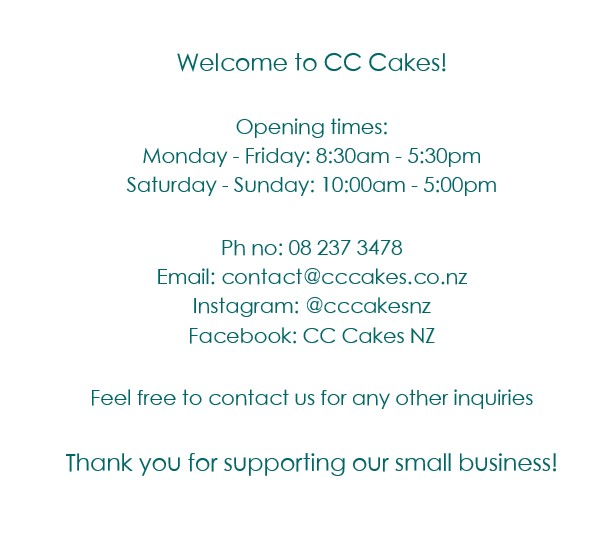 Welcome to CC Cakes!
Opening times:
Monday - Friday: 8:30am - 5:30pm
Saturday - Sunday: 10:00am - 5:00pm
Ph no: 08 237 3478
Email: contact@cccakes.co.nz
Instagram: @cccakesnz
Facebook: CC Cakes NZ
Feel free to contact us for any other inquiries
Thank you for supporting our small business!